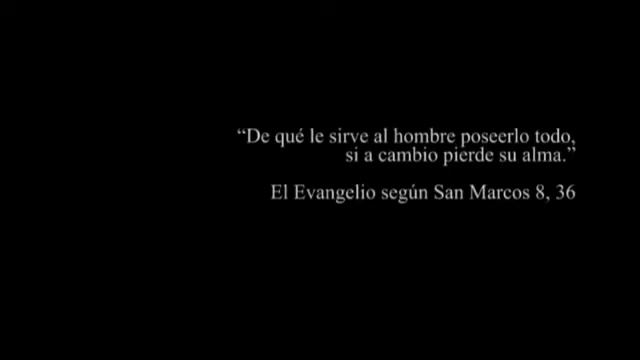 “De qué le sirve al hombre poseerlo todo,
si a cambio pierde su alma.”
El Evangelio según San Marcos 8, 36